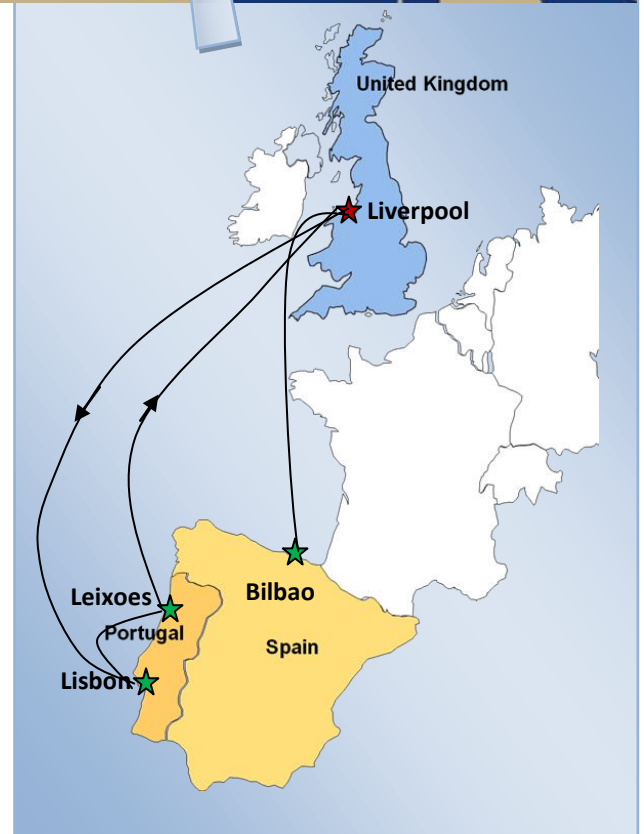 United Kingdom
Liverpool
Leixoes
Bilbao
Portugal
Spain
Lisbon